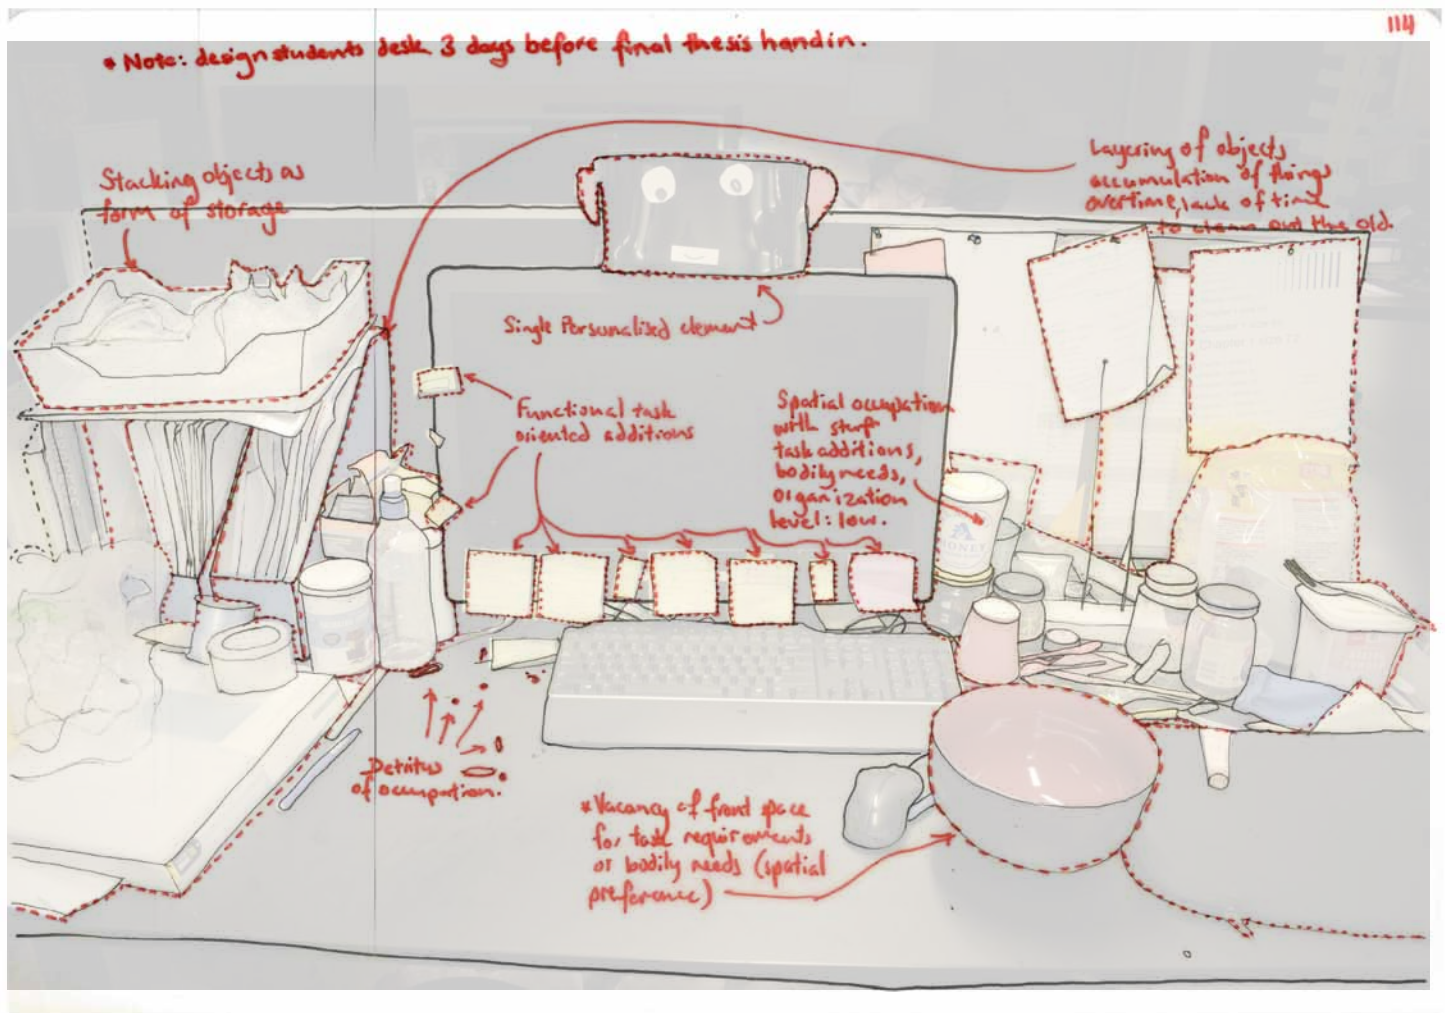 114
* Note: design students desk 3 days before final thesis handin.
Stacking objects as
form of storage
Layering of objects
accumulation of things
overtime, lack of time
to clean out the old.
Single Personalised element
Functional task
oriented additions
Spatial occupation
with stuff
task additions,
bodily needs,
organization
level: low.
HONEY
Detritus
of occupation.
* Vacancy of front space
for task requirements
or bodily needs (spatial
preference)